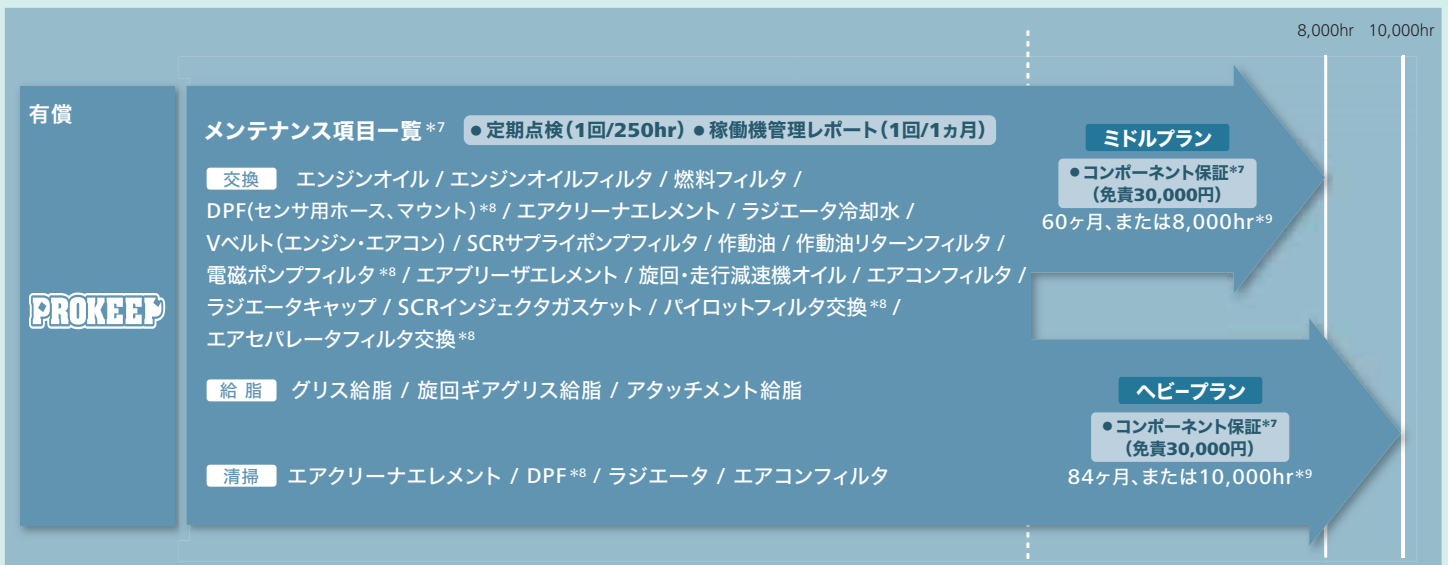 8,000hr 10,000hr
有償
PROKEEP
メンテナンス項目一覧*7 ●定期点検(1回/250hr) ●稼働機管理レポート(1回/1ヵ月)
交換 エンジンオイル / エンジンオイルフィルタ / 燃料フィルタ /
DPF(センサ用ホース、マウント)*8 / エアクリーナエレメント / ラジエータ冷却水 /
Vベルト(エンジン・エアコン) / SCRサプライポンプフィルタ / 作動油 / 作動油リターンフィルタ /
電磁ポンプフィルタ*8 / エアブリーザエレメント / 旋回・走行減速機オイル / エアコンフィルタ /
ラジエータキャップ / SCRインジェクタガスケット / パイロットフィルタ交換*8 /
エアセパレータフィルタ交換*8
給脂 グリス給脂 / 旋回ギアグリス給脂 / アタッチメント給脂
清掃 エアクリーナエレメント / DPF*8 / ラジエータ / エアコンフィルタ
ミドルプラン
●コンポーネント保証*7
(免責30,000円)
60ヶ月、または8,000hr*9
ヘビープラン
●コンポーネント保証*7
(免責30,000円)
84ヶ月、または10,000hr*9